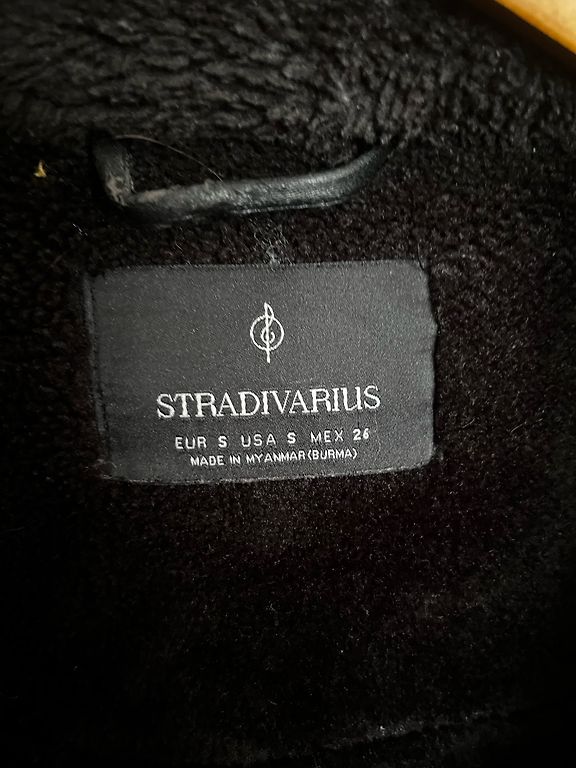 STRADIVARIUS
EUR S USA S MEX 26
MADE IN MYANMAR(BURMA)